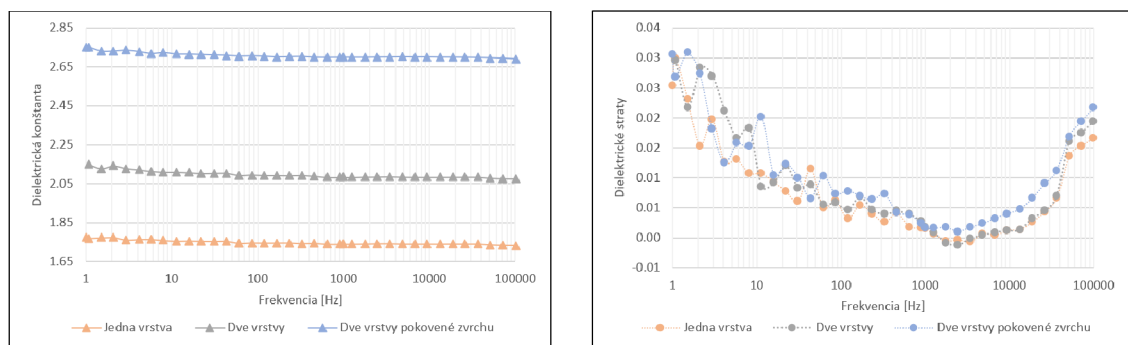 Dielektrická konštanta
2.85
2.65
2.45
2.25
2.05
1.85
1.65
1 10 100 1000 10000 100000
Frekvencia [Hz]
Jedna vrstva Dve vrstvy Dve vrstvy pokovené zvrchu
Dielektrické straty
0.04
0.03
0.03
0.02
0.02
0.01
0.01
0.00
-0.01
1 10 100 1000 10000 100000
Frekvencia [Hz]
Jedna vrstva Dve vrstvy Dve vrstvy pokovené zvrchu